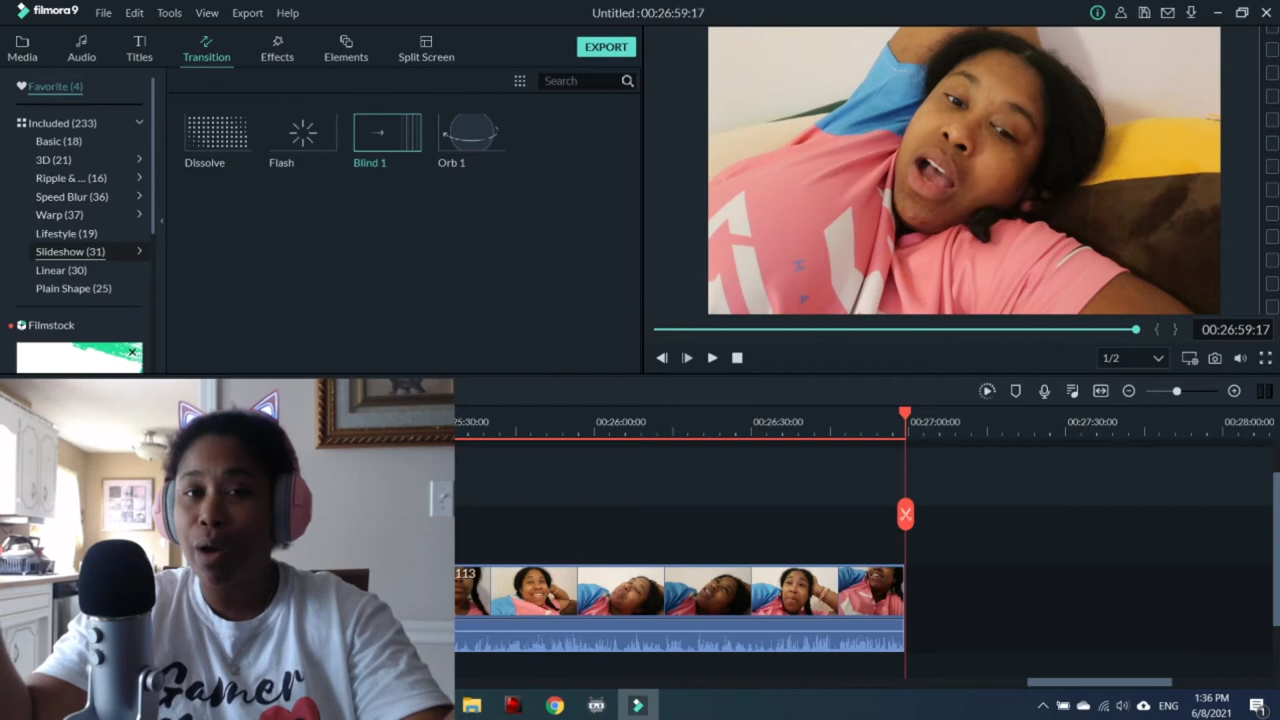 filmora9 File Edit Tools View Export Help Untitled : 00:26:59:17
Media Audio Titles Transition Effects Elements Split Screen EXPORT
Favorite (4)
Search
Included (233)
Basic (18)
3D (21)
Ripple & ... (16)
Speed Blur (36)
Warp (37)
Lifestyle (19)
Slideshow (31)
Linear (30)
Plain Shape (25)
Filmstock
Dissolve Flash Blind 1 Orb 1
00:26:59:17
1/2
25:30:00 00:26:00:00 00:26:30:00 00:27:00:00 00:27:30:00 00:28:00:00
113
Gamer
ENG
1:36 PM
6/8/2021
1